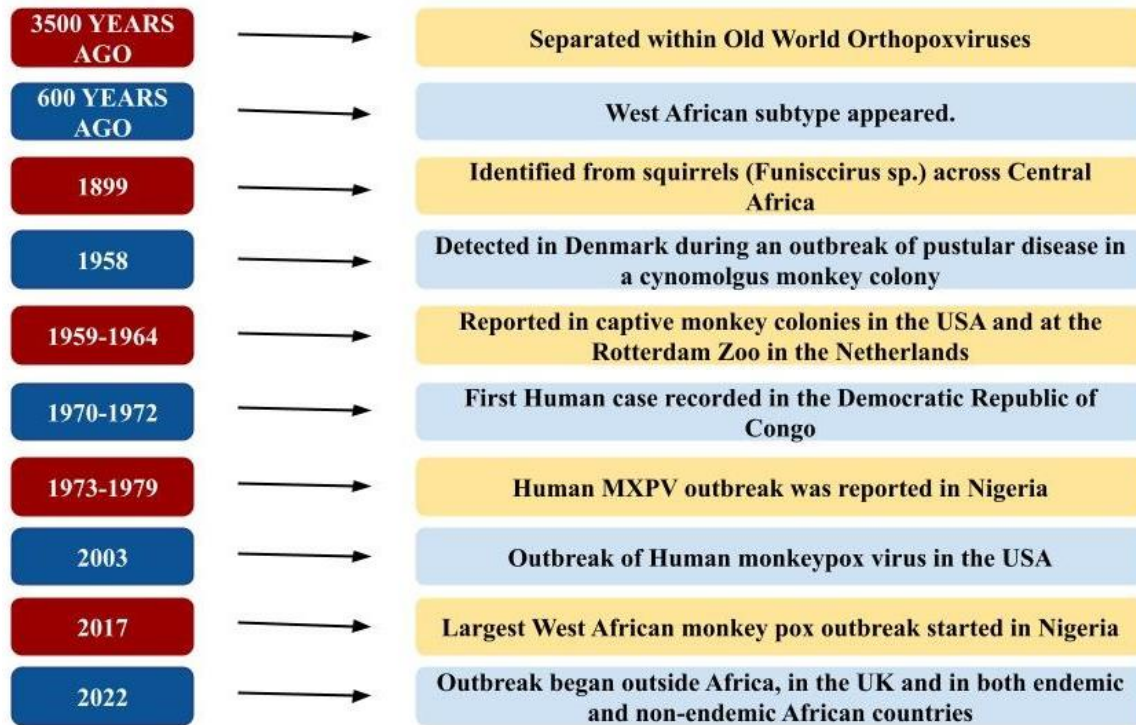 3500 YEARS
AGO
Separated within Old World Orthopoxviruses
600 YEARS
AGO
West African subtype appeared.
1899
Identified from squirrels (Funisccirus sp.) across Central
Africa
1958
Detected in Denmark during an outbreak of pustular disease in
a cynomolgus monkey colony
1959-1964
Reported in captive monkey colonies in the USA and at the
Rotterdam Zoo in the Netherlands
1970-1972
First Human case recorded in the Democratic Republic of
Congo
1973-1979
Human MXPV outbreak was reported in Nigeria
2003
Outbreak of Human monkeypox virus in the USA
2017
Largest West African monkey pox outbreak started in Nigeria
2022
Outbreak began outside Africa, in the UK and in both endemic
and non-endemic African countries